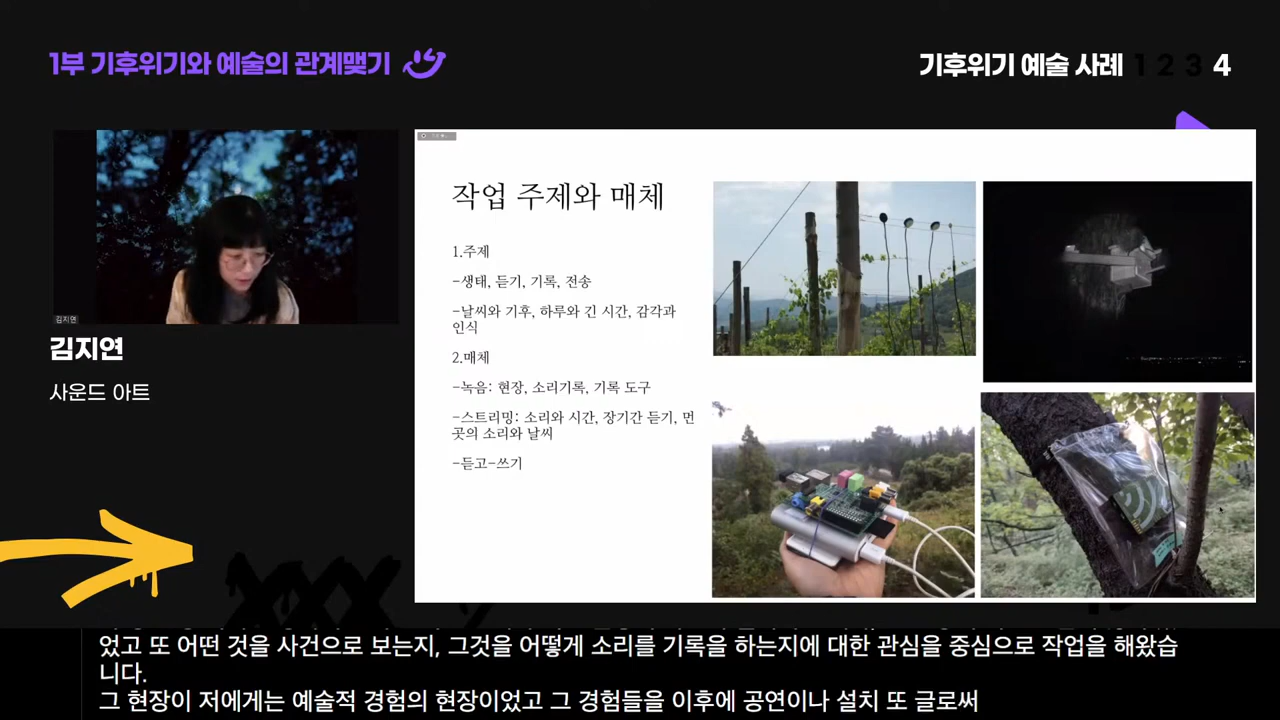 1부 기후위기와 예술의 관계맺기
기후위기 예술 사례 1 2 3 4
김지연
김지연
사운드 아트
작업 주제와 매체
1.주제
-생태, 듣기, 기록, 전송
-날씨와 기후, 하루와 긴 시간, 감각과
인식
2.매체
-녹음: 현장, 소리기록, 기록 도구
-스트리밍: 소리와 시간, 장기간 듣기, 먼
곳의 소리와 날씨
-듣고-쓰기
었고 또 어떤 것을 사건으로 보는지, 그것을 어떻게 소리를 기록을 하는지에 대한 관심을 중심으로 작업을 해왔습
니다.
그 현장이 저에게는 예술적 경험의 현장이었고 그 경험들을 이후에 공연이나 설치 또 글로써